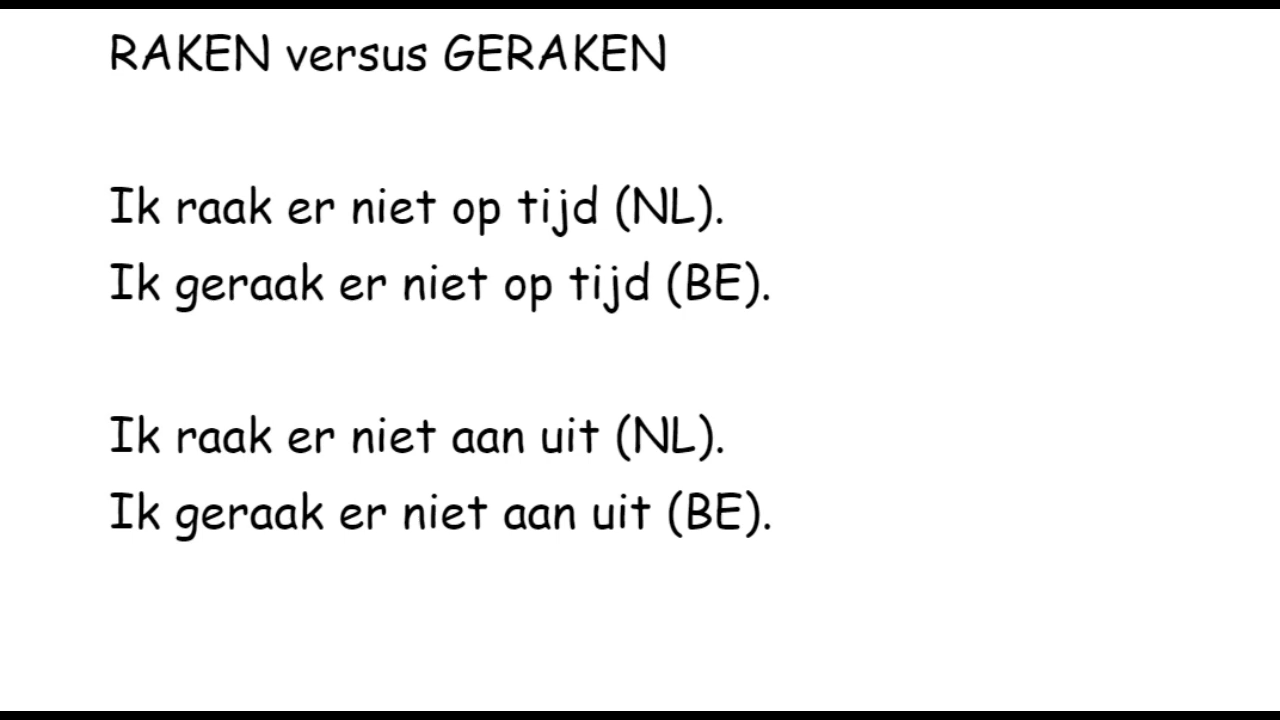 RAKEN versus GERAKEN
Ik raak er niet op tijd (NL).
Ik geraak er niet op tijd (BE).
Ik raak er niet aan uit (NL).
Ik geraak er niet aan uit (BE).